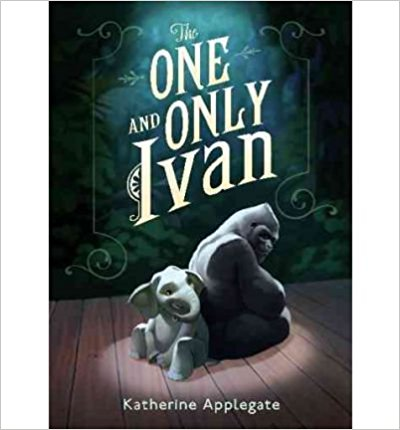 The
ONE
AND ONLY
Ivan
Katherine Applegate